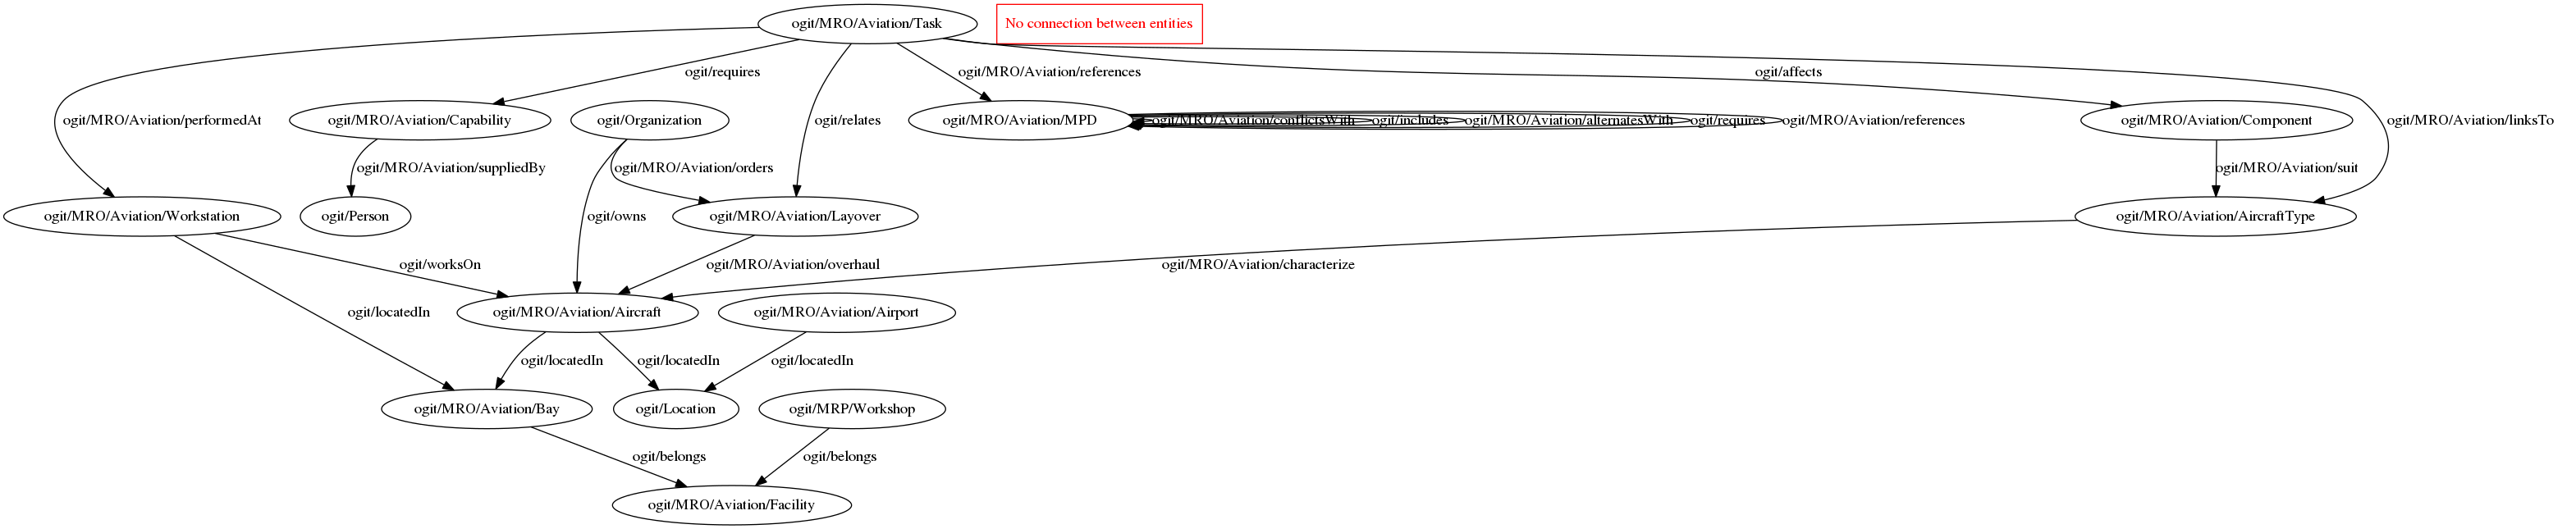 ogit/MRO/Aviation/Task
No connection between entities
ogit/requires
ogit/MRO/Aviation/references
ogit/affects
ogit/MRO/Aviation/performedAt
ogit/MRO/Aviation/Capability
ogit/Organization
ogit/relates
ogit/MRO/Aviation/MPD
ogit/MRO/Aviation/conflictsWith
ogit/includes
ogit/MRO/Aviation/alternatesWith
ogit/requires
ogit/MRO/Aviation/references
ogit/MRO/Aviation/Component
ogit/MRO/Aviation/linksTo
ogit/MRO/Aviation/suppliedBy
ogit/MRO/Aviation/orders
ogit/MRO/Aviation/suit
ogit/MRO/Aviation/Workstation
ogit/Person
ogit/owns
ogit/MRO/Aviation/Layover
ogit/MRO/Aviation/AircraftType
ogit/worksOn
ogit/MRO/Aviation/overhaul
ogit/MRO/Aviation/characterize
ogit/locatedIn
ogit/MRO/Aviation/Aircraft
ogit/MRO/Aviation/Airport
ogit/locatedIn
ogit/locatedIn
ogit/locatedIn
ogit/MRO/Aviation/Bay
ogit/Location
ogit/MRP/Workshop
ogit/belongs
ogit/belongs
ogit/MRO/Aviation/Facility